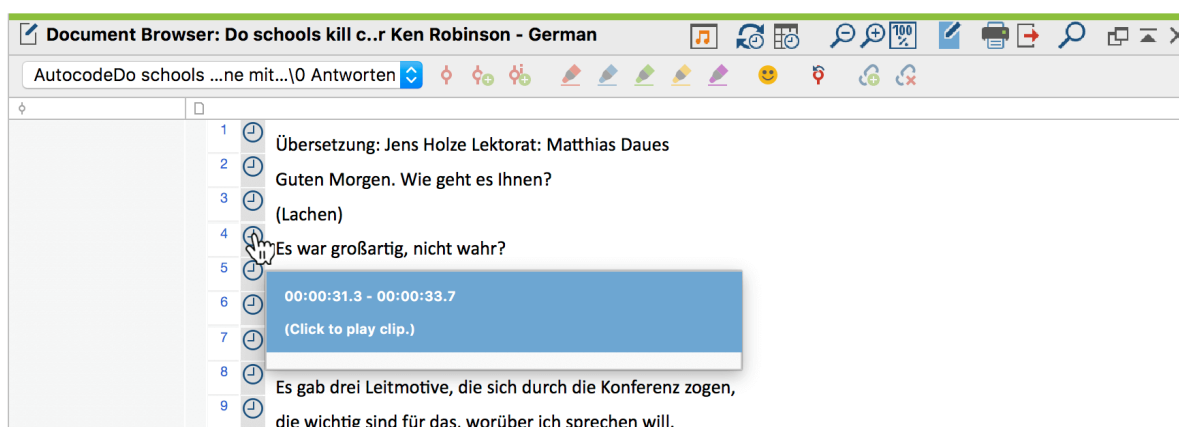 Document Browser: Do schools kill c..r Ken Robinson - German
100
%
AutocodeDo schools ...ne mit...\0 Antworten
1
Übersetzung: Jens Holze Lektorat: Matthias Daues
2
Guten Morgen. Wie geht es Ihnen?
3
(Lachen)
4
Es war großartig, nicht wahr?
5
00:00:31.3 - 00:00:33.7
6
(Click to play clip.)
7
8
Es gab drei Leitmotive, die sich durch die Konferenz zogen,
9
die wichtig sind für das, worüber ich sprechen will.